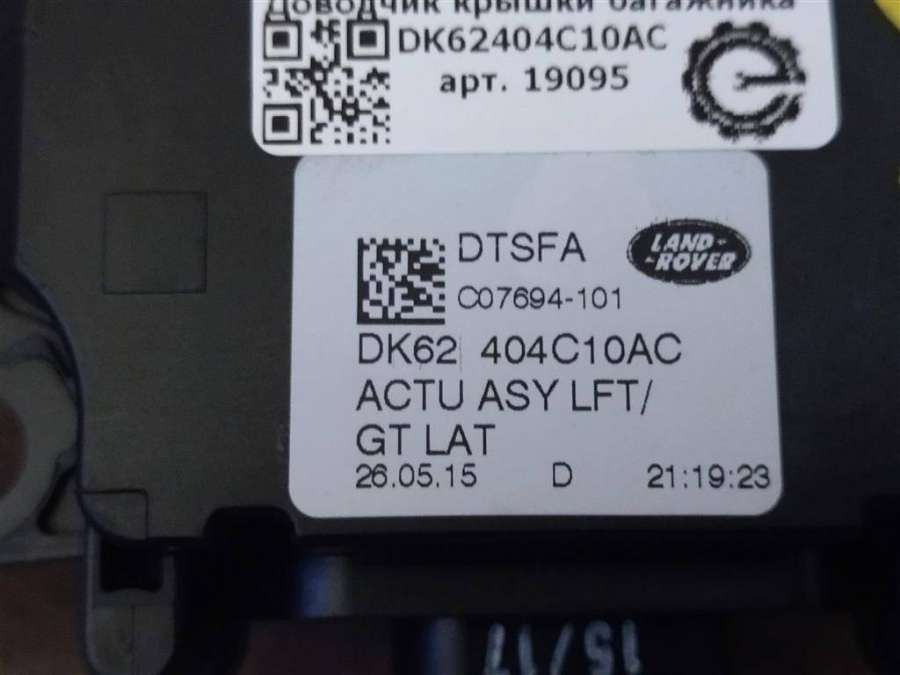 Доводчик крышки багажника
DK62404C10AC
арт. 19095
DTSFA
LAND-
-ROVER
C07694-101
DK62 404C10AC
ACTU ASY LFT/
GT LAT
26.05.15 D 21:19:23
15/17